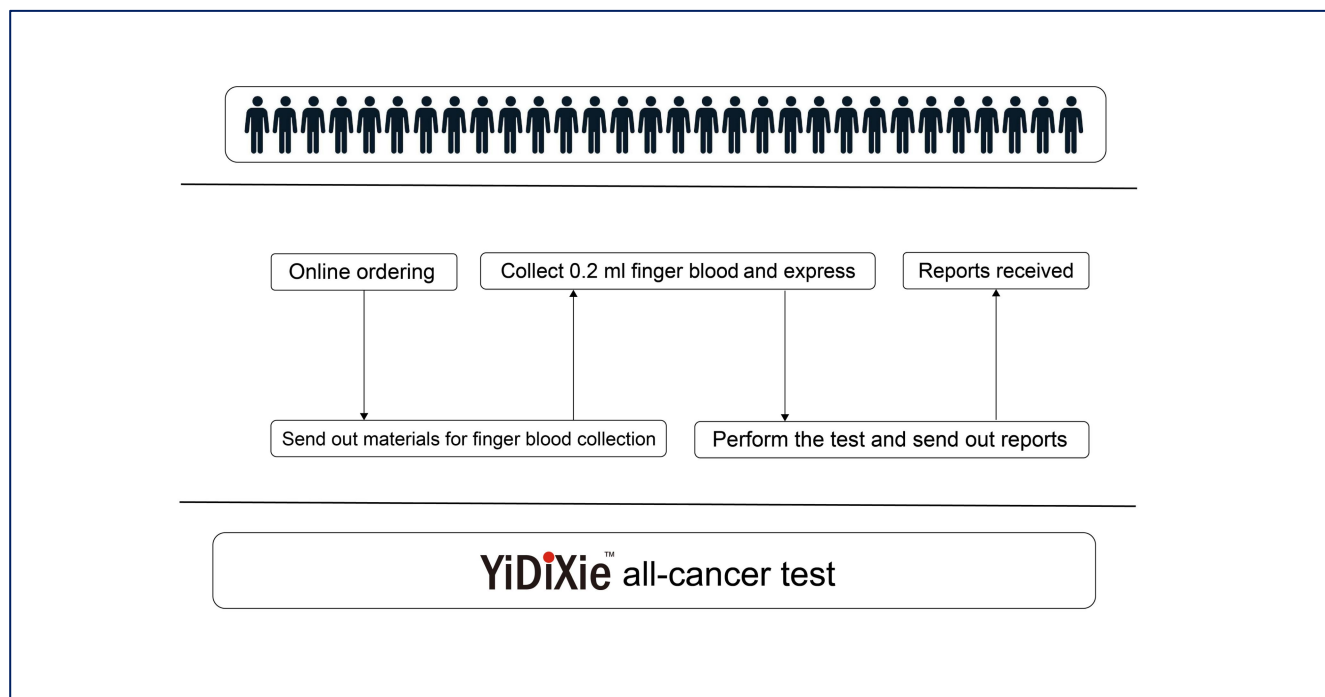 Online ordering
Collect 0.2 ml finger blood and express
Reports received
Send out materials for finger blood collection
Perform the test and send out reports
YiDiXie™ all-cancer test